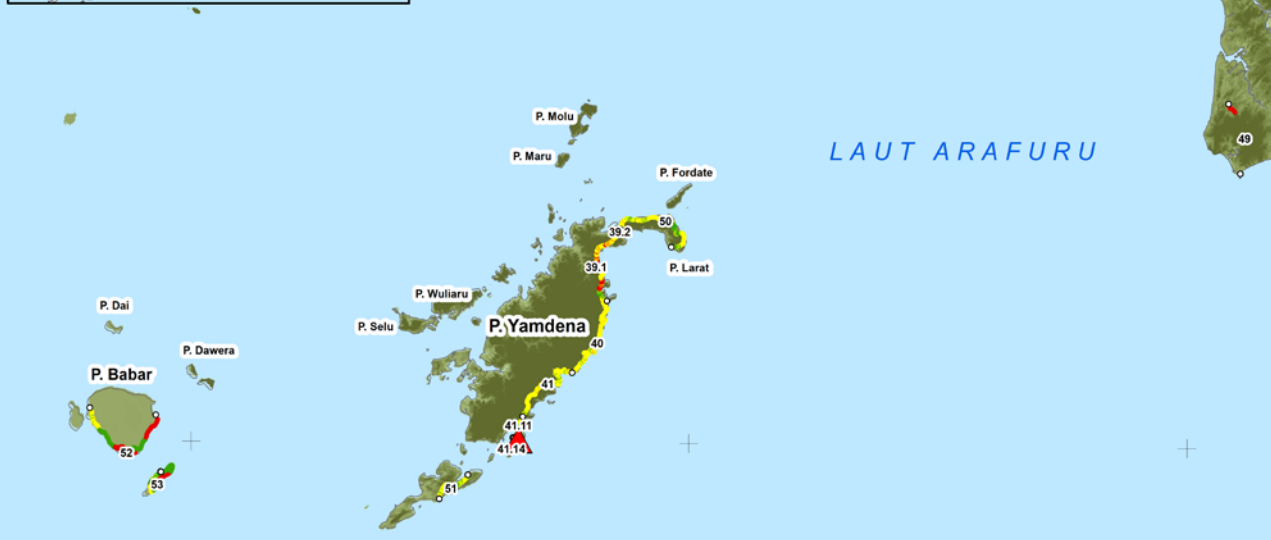 P. Molu
49
LAUT ARAFURU
P. Maru
P. Fordate
50
39.2
39.1
P. Larat
P. Wuliaru
P. Dai
P. Selu
P. Yamdena
40
P. Dawera
P. Babar
41
41.11
41.14
52
53
51